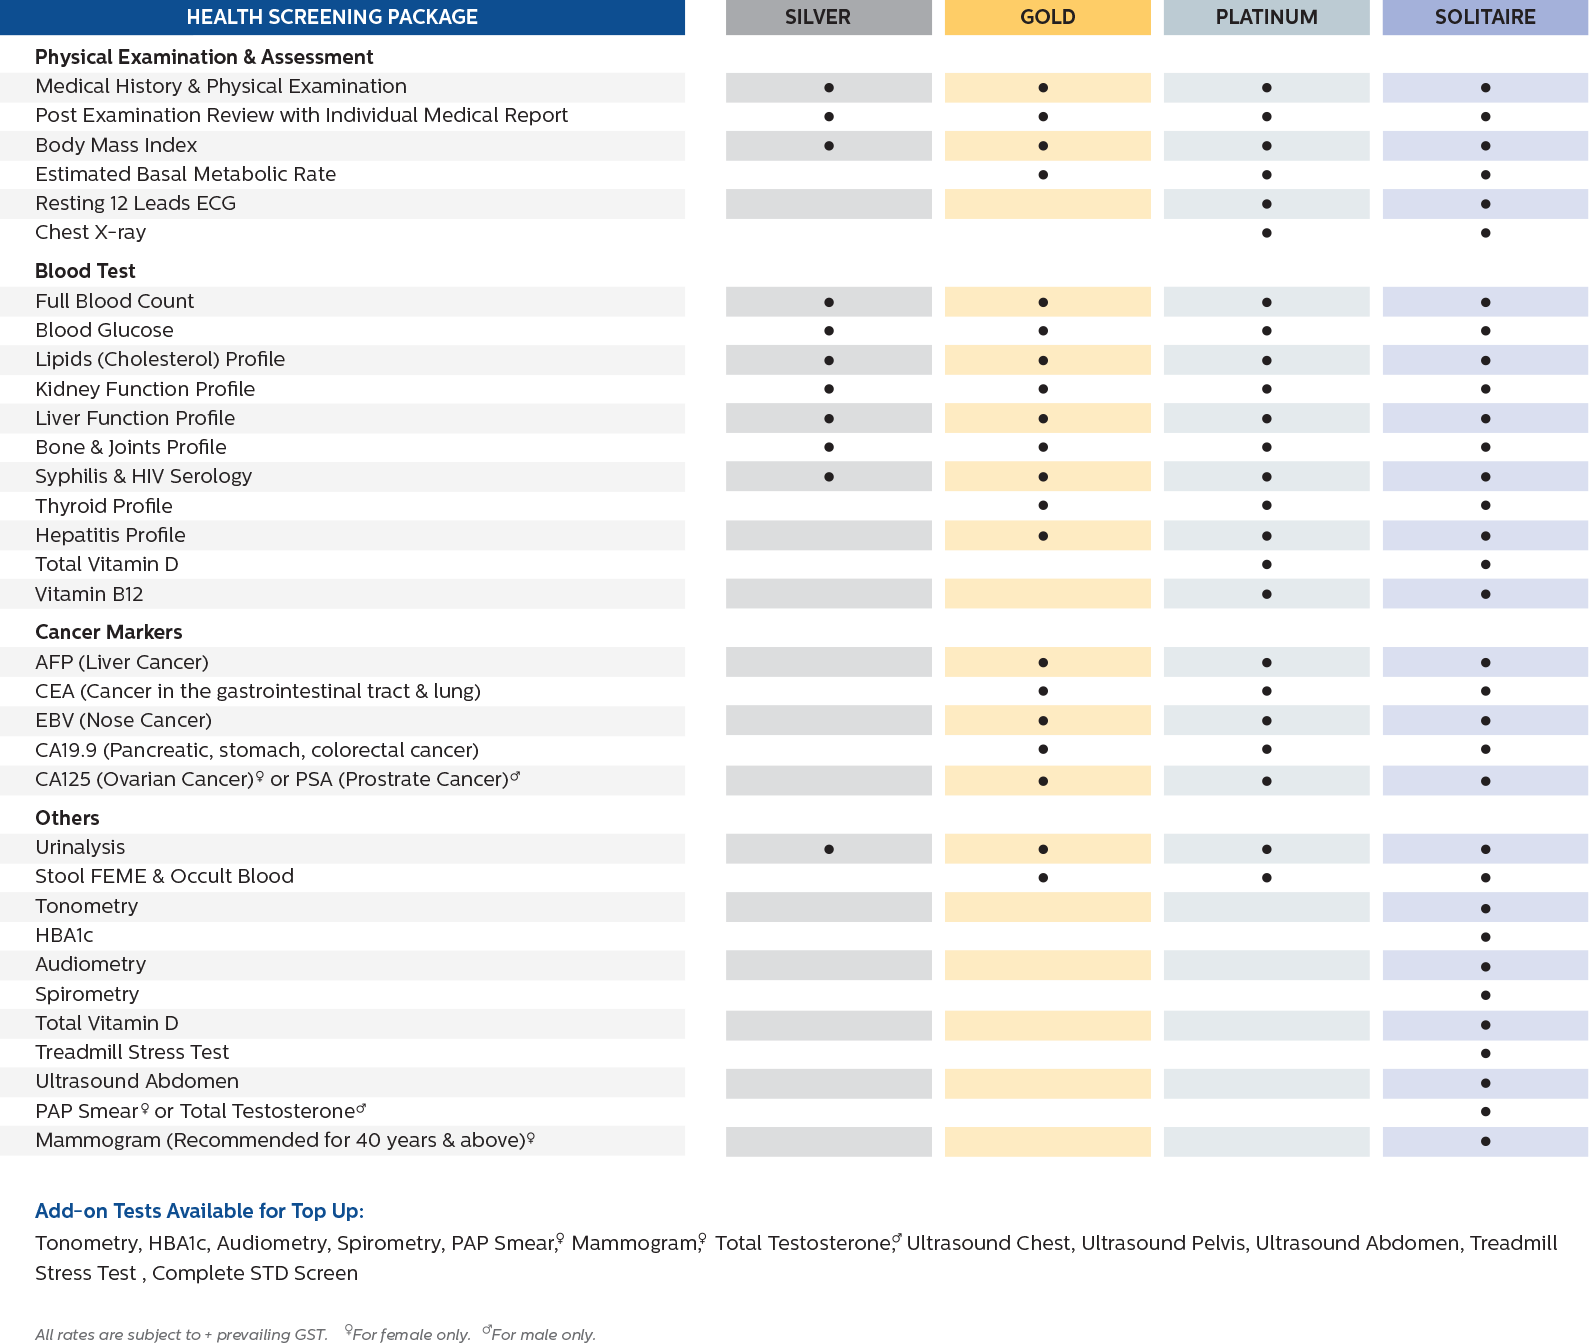 HEALTH SCREENING PACKAGE SILVER GOLD PLATINUM SOLITAIRE
Physical Examination & Assessment
Medical History & Physical Examination ● ● ● ●
Post Examination Review with Individual Medical Report ● ● ● ●
Body Mass Index ● ● ● ●
Estimated Basal Metabolic Rate ● ● ●
Resting 12 Leads ECG ● ●
Chest X-ray ● ●
Blood Test
Full Blood Count ● ● ● ●
Blood Glucose ● ● ● ●
Lipids (Cholesterol) Profile ● ● ● ●
Kidney Function Profile ● ● ● ●
Liver Function Profile ● ● ● ●
Bone & Joints Profile ● ● ● ●
Syphilis & HIV Serology ● ● ● ●
Thyroid Profile ● ● ●
Hepatitis Profile ● ● ●
Total Vitamin D ● ●
Vitamin B12 ● ●
Cancer Markers
AFP (Liver Cancer) ● ● ●
CEA (Cancer in the gastrointestinal tract & lung) ● ● ●
EBV (Nose Cancer) ● ● ●
CA19.9 (Pancreatic, stomach, colorectal cancer) ● ● ●
CA125 (Ovarian Cancer)♀ or PSA (Prostrate Cancer)♂ ● ● ●
Others
Urinalysis ● ● ● ●
Stool FEME & Occult Blood ● ● ●
Tonometry ●
HBA1c ●
Audiometry ●
Spirometry ●
Total Vitamin D ●
Treadmill Stress Test ●
Ultrasound Abdomen ●
PAP Smear♀ or Total Testosterone♂ ●
Mammogram (Recommended for 40 years & above)♀ ●
Add-on Tests Available for Top Up:
Tonometry, HBA1c, Audiometry, Spirometry, PAP Smear,♀ Mammogram,♀ Total Testosterone,♂ Ultrasound Chest, Ultrasound Pelvis, Ultrasound Abdomen, Treadmill
Stress Test , Complete STD Screen
All rates are subject to + prevailing GST. ♀For female only. ♂For male only.